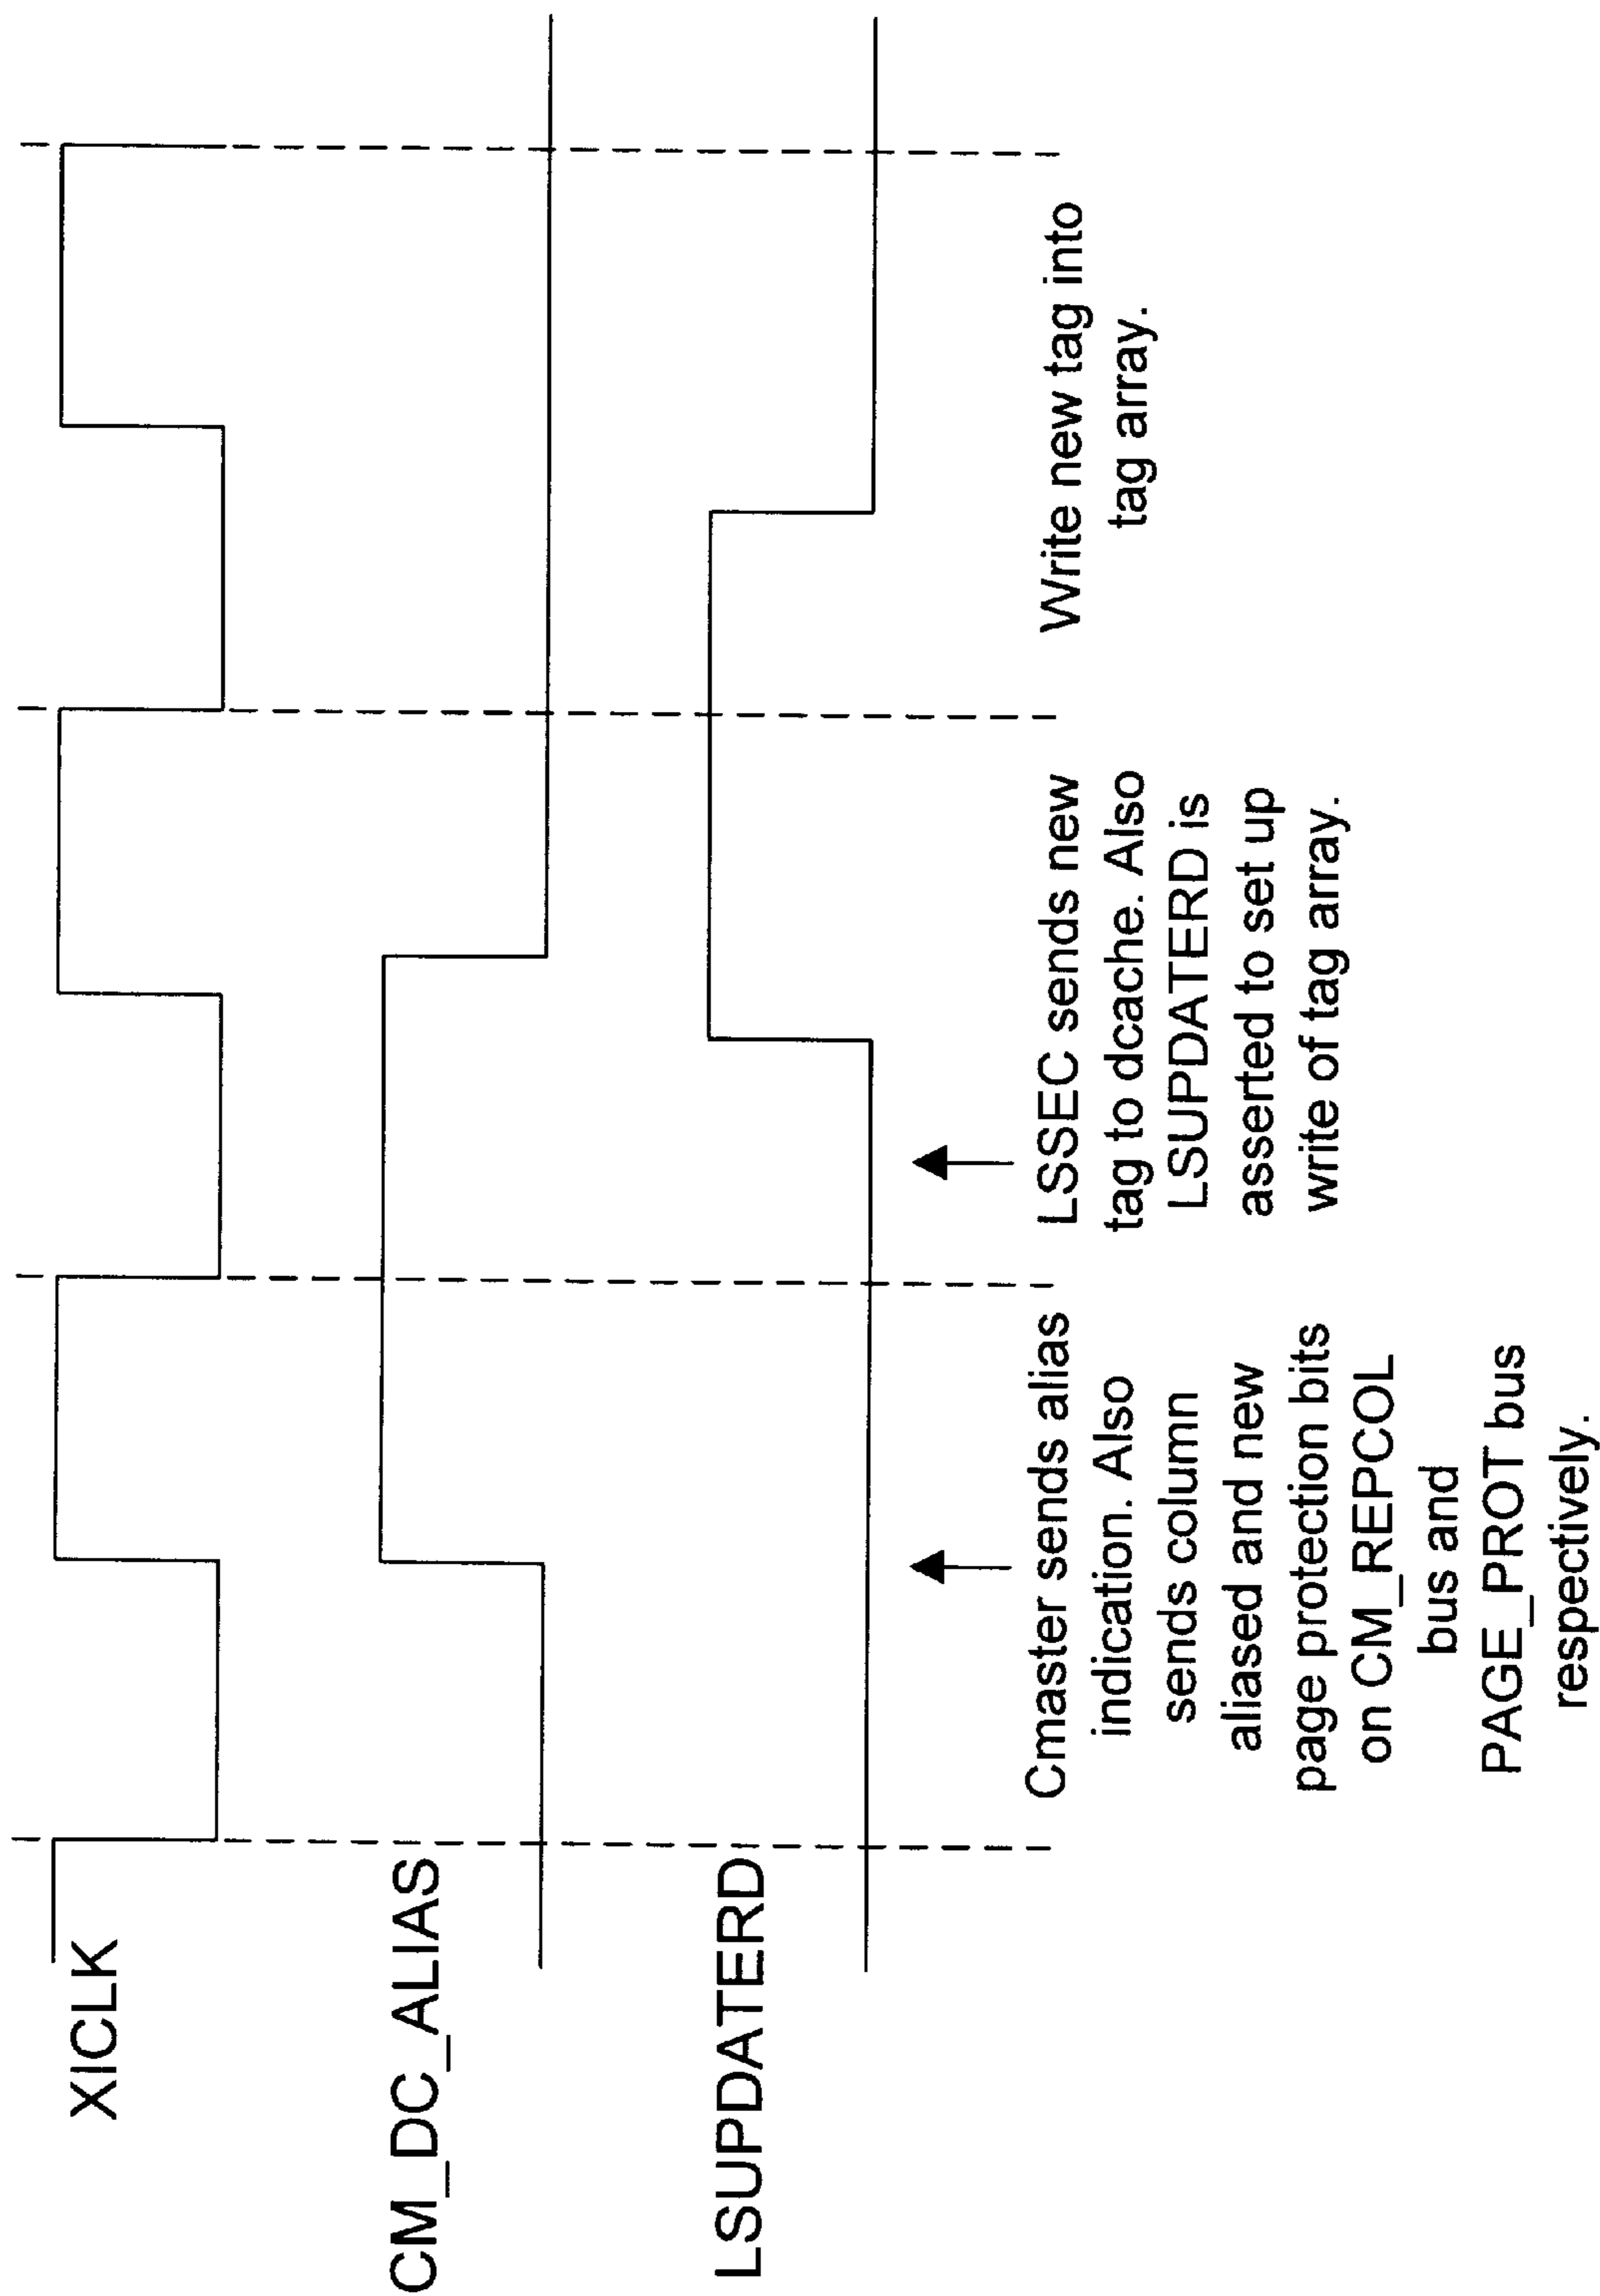 XICLK
CM_DC_ALIAS
LSUPDATERD
Cmaster sends alias
indication. Also
sends column
aliased and new
page protection bits
on CM_REPCOL
bus and
PAGE_PROT bus
respectively.
LSSEC sends new
tag to dcache. Also
LSUPDATERD is
asserted to set up
write of tag array.
Write new tag into
tag array.